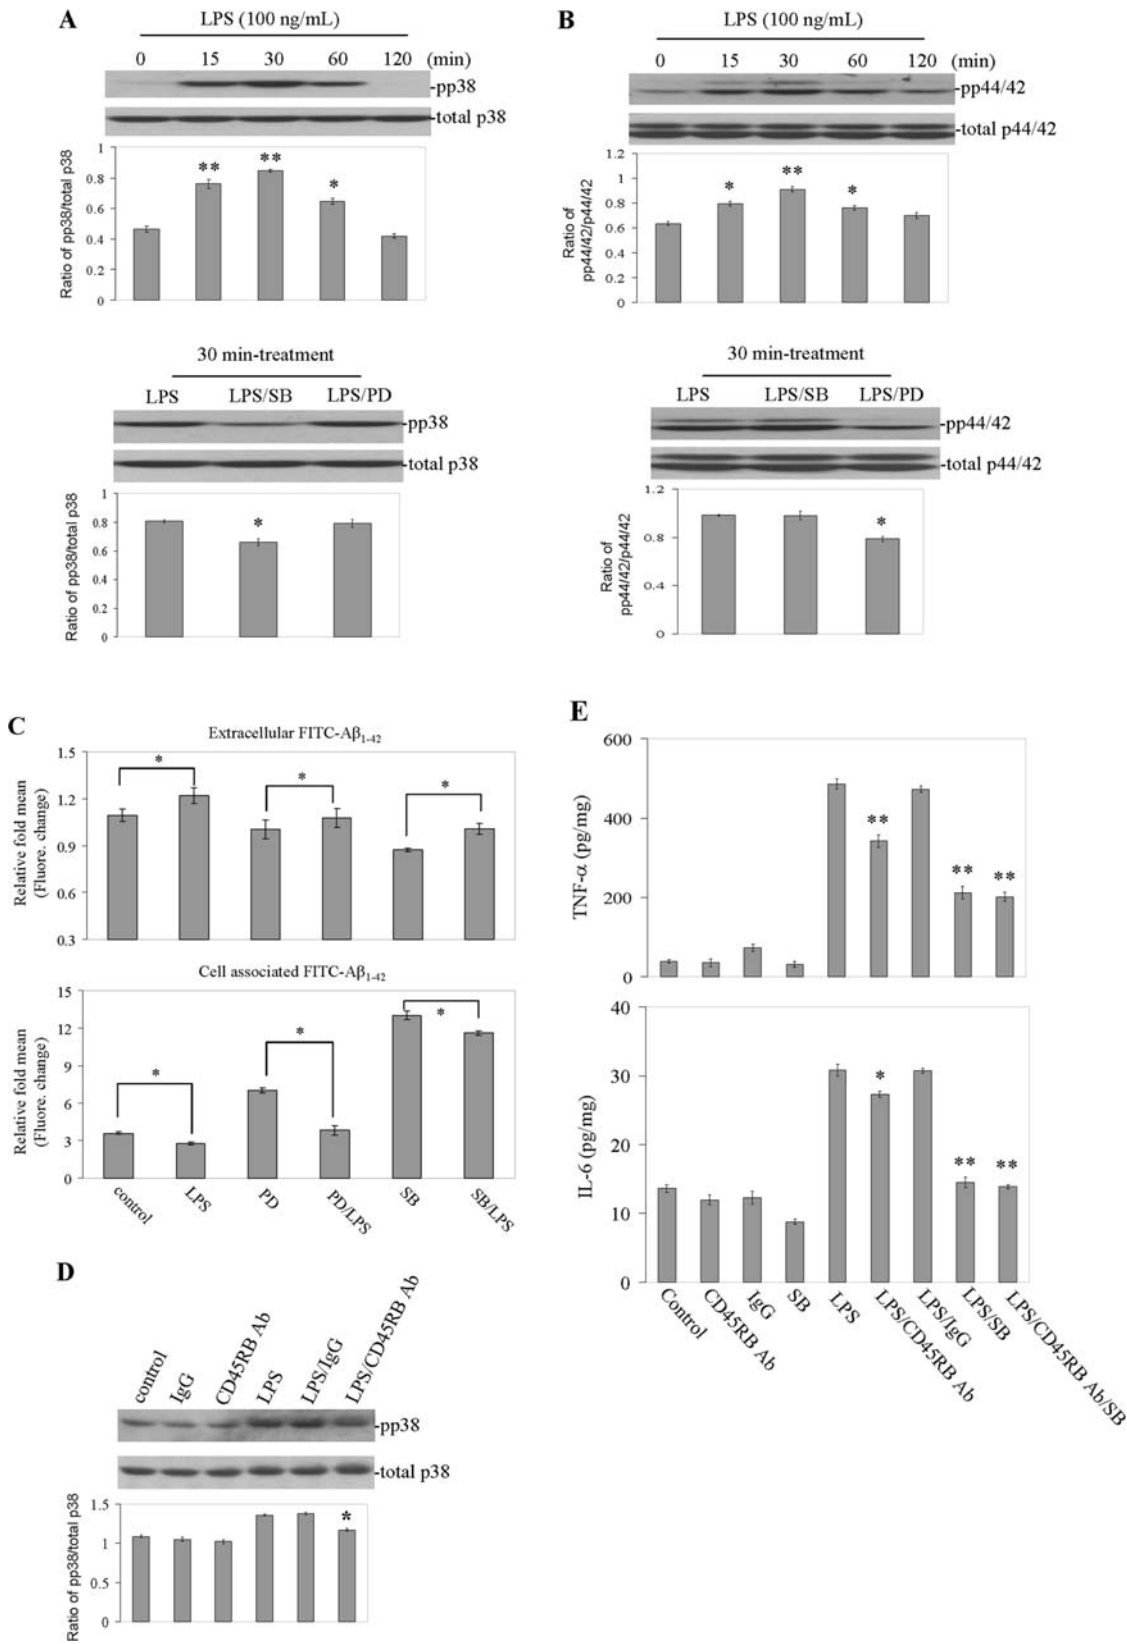 A
LPS (100 ng/mL)
0 15 30 60 120 (min)
-pp38
-total p38
Ratio of pp38/total p38
1
0.8
0.6
0.4
0.2
0
** ** *
30 min-treatment
LPS LPS/SB LPS/PD
-pp38
-total p38
Ratio of pp38/total p38
1
0.8
0.6
0.4
0.2
0
*
B
LPS (100 ng/mL)
0 15 30 60 120 (min)
-pp44/42
-total p44/42
Ratio of
pp44/42/p44/42
1.2
1
0.8
0.6
0.4
0.2
0
* ** *
30 min-treatment
LPS LPS/SB LPS/PD
-pp44/42
-total p44/42
Ratio of
pp44/42/p44/42
1.2
0.8
0.4
0
*
C
Extracellular FITC-Aβ1-42
Relative fold mean
(Fluore. change)
1.5
1.2
0.9
0.6
0.3
* * *
Cell associated FITC-Aβ1-42
Relative fold mean
(Fluore. change)
15
12
9
6
3
0
* * *
control LPS PD PD/LPS SB SB/LPS
D
control IgG CD45RB Ab LPS LPS/IgG LPS/CD45RB Ab
-pp38
-total p38
Ratio of pp38/total p38
1.5
1
0.5
0
*
E
TNF-α (pg/mg)
600
400
200
0
** ** **
IL-6 (pg/mg)
40
30
20
10
0
* ** **
Control CD45RB Ab IgG SB LPS LPS/CD45RB Ab LPS/IgG LPS/SB LPS/CD45RB Ab/SB